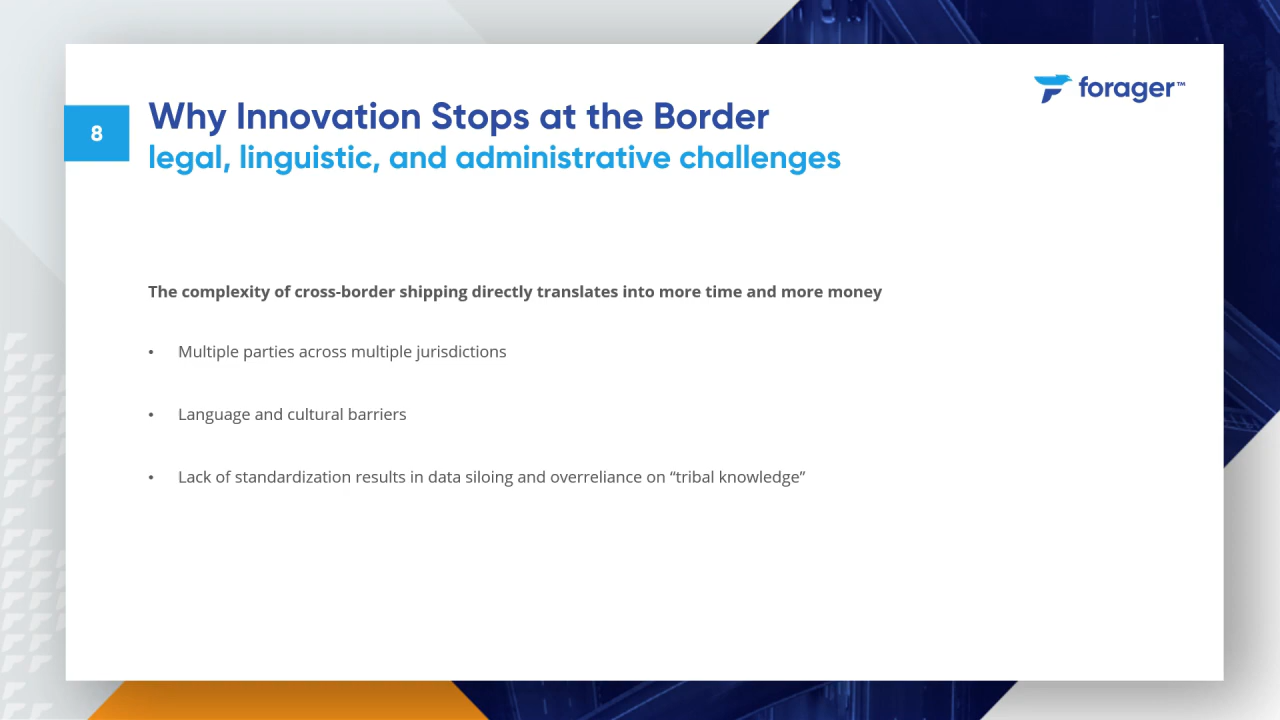 forager™
8
Why Innovation Stops at the Border
legal, linguistic, and administrative challenges
The complexity of cross-border shipping directly translates into more time and more money
• Multiple parties across multiple jurisdictions
• Language and cultural barriers
• Lack of standardization results in data siloing and overreliance on “tribal knowledge”